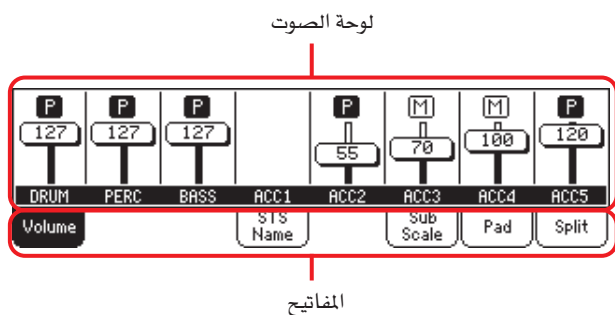 لوحة الصوت
P P P P M M P
127 127 127 55 70 100 120
DRUM PERC BASS ACC1 ACC2 ACC3 ACC4 ACC5
Volume STS Name Sub Scale Pad Split
المفاتيح